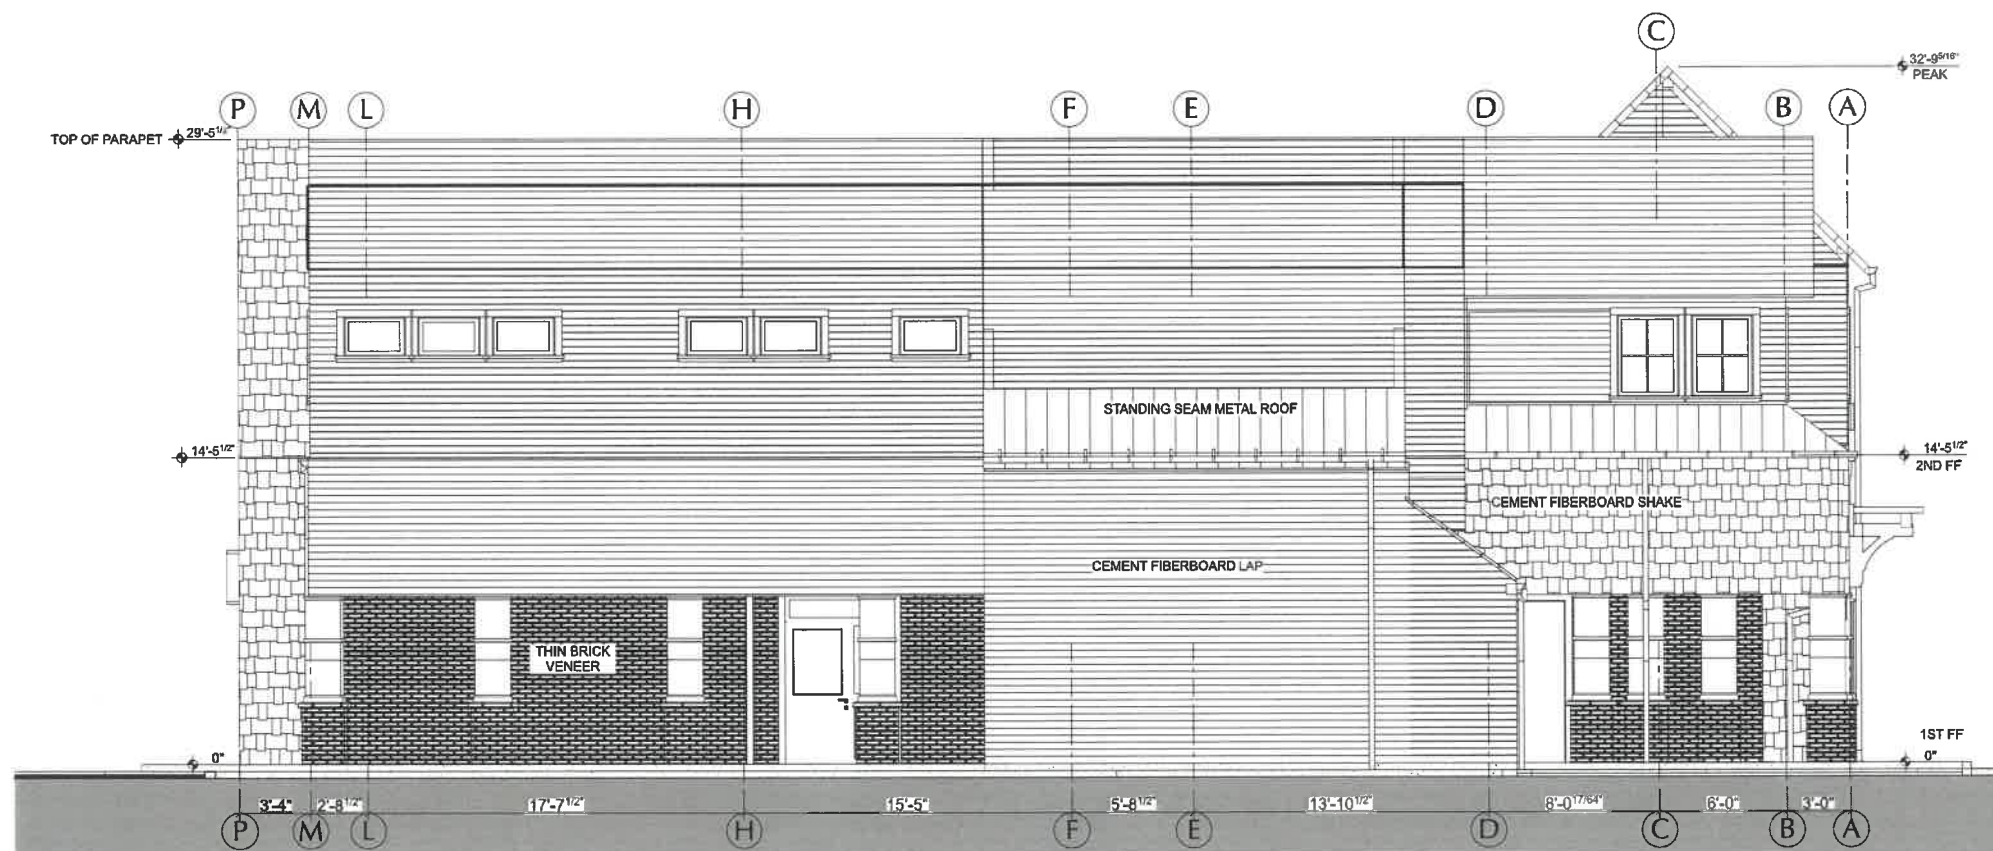 C
32'-9 5/16"
PEAK
P M L H F E D B A
TOP OF PARAPET 29'-5 1/2"
STANDING SEAM METAL ROOF
14'-5 1/2"
14'-5 1/2"
2ND FF
CEMENT FIBERBOARD SHAKE
CEMENT FIBERBOARD LAP
THIN BRICK
VENEER
1ST FF
0"
0"
3'-4" 2'-8 1/2" 17'-7 1/2" 15'-5" 5'-8 1/2" 13'-10 1/2" 8'-0 17/64" 6'-0" 3'-0"
P M L H F E D C B A